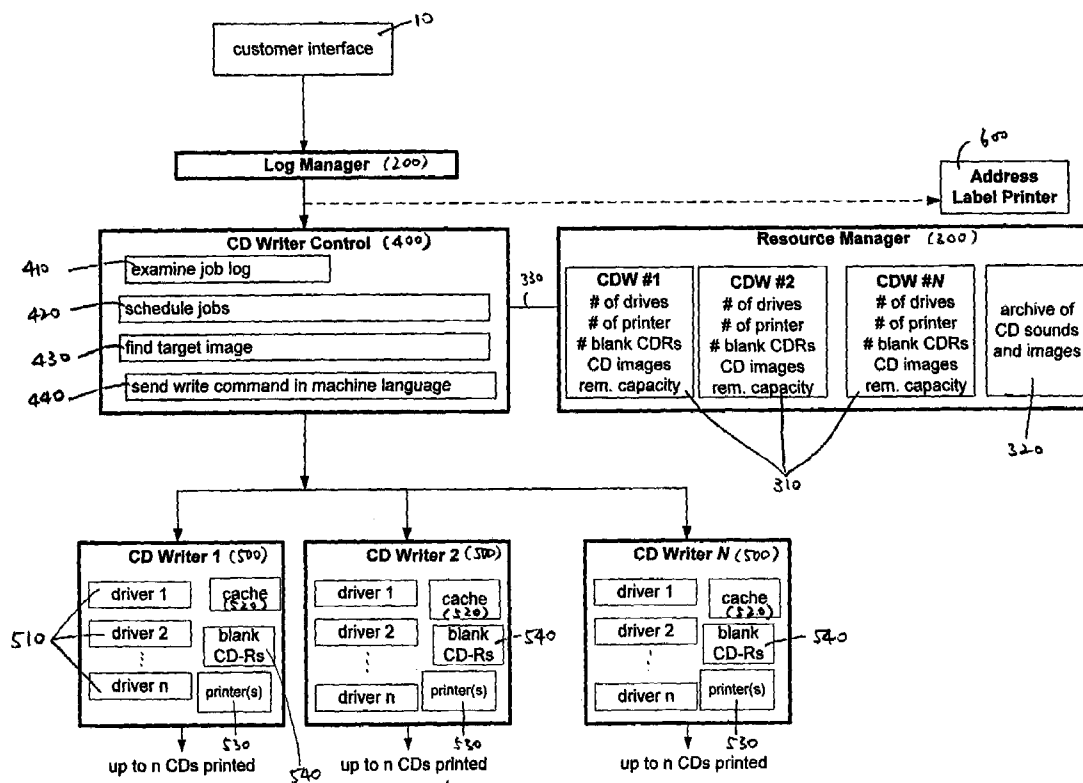 10
customer interface
Log Manager (200)
600
Address
Label Printer
CD Writer Control (400)
410
examine job log
420
schedule jobs
430
find target image
440
send write command in machine language
330
Resource Manager (200)
CDW #1
# of drives
# of printer
# blank CDRs
CD images
rem. capacity
CDW #2
# of drives
# of printer
# blank CDRs
CD images
rem. capacity
CDW #N
# of drives
# of printer
# blank CDRs
CD images
rem. capacity
archive of
CD sounds
and images
310
320
CD Writer 1 (500)
510
driver 1
driver 2
driver n
cache
(520)
blank
CD-Rs
printer(s)
530
540
up to n CDs printed
CD Writer 2 (500)
driver 1
driver 2
driver n
cache
(520)
blank
CD-Rs
540
printer(s)
530
up to n CDs printed
CD Writer N (500)
driver 1
driver 2
driver n
cache
(520)
blank
CD-Rs
540
printer(s)
530
up to n CDs printed